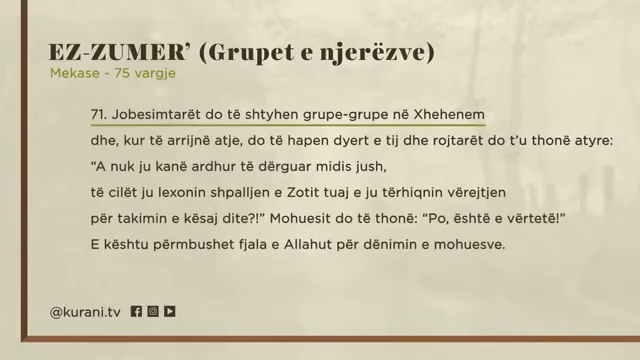 EZ-ZUMER’ (Grupet e njerëzve)
Mekase - 75 vargje
71. Jobesimtarët do të shtyhen grupe-grupe në Xhehenem
dhe, kur të arrijnë atje, do të hapen dyert e tij dhe rojtarët do t’u thonë atyre:
“A nuk ju kanë ardhur të dërguar midis jush,
të cilët ju lexonin shpalljen e Zotit tuaj e ju tërhiqnin vërejtjen
për takimin e kësaj dite?!” Mohuesit do të thonë: “Po, është e vërtetë!”
E kështu përmbushet fjala e Allahut për dënimin e mohuesve.
@kurani.tv